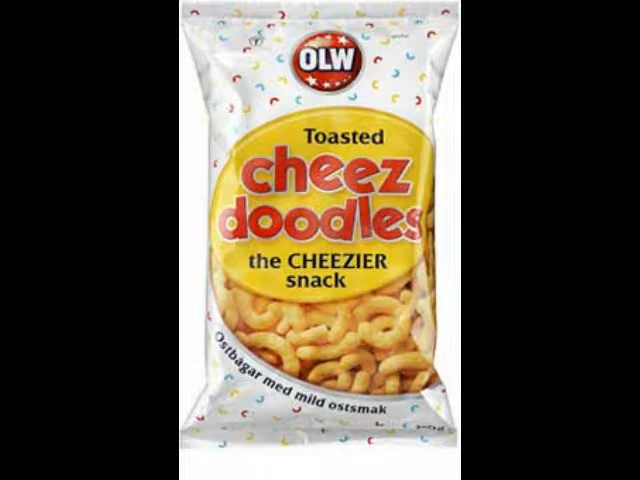 OLW
Toasted
cheez
doodles
the CHEEZIER
snack
Ostbågar med mild ostsmak